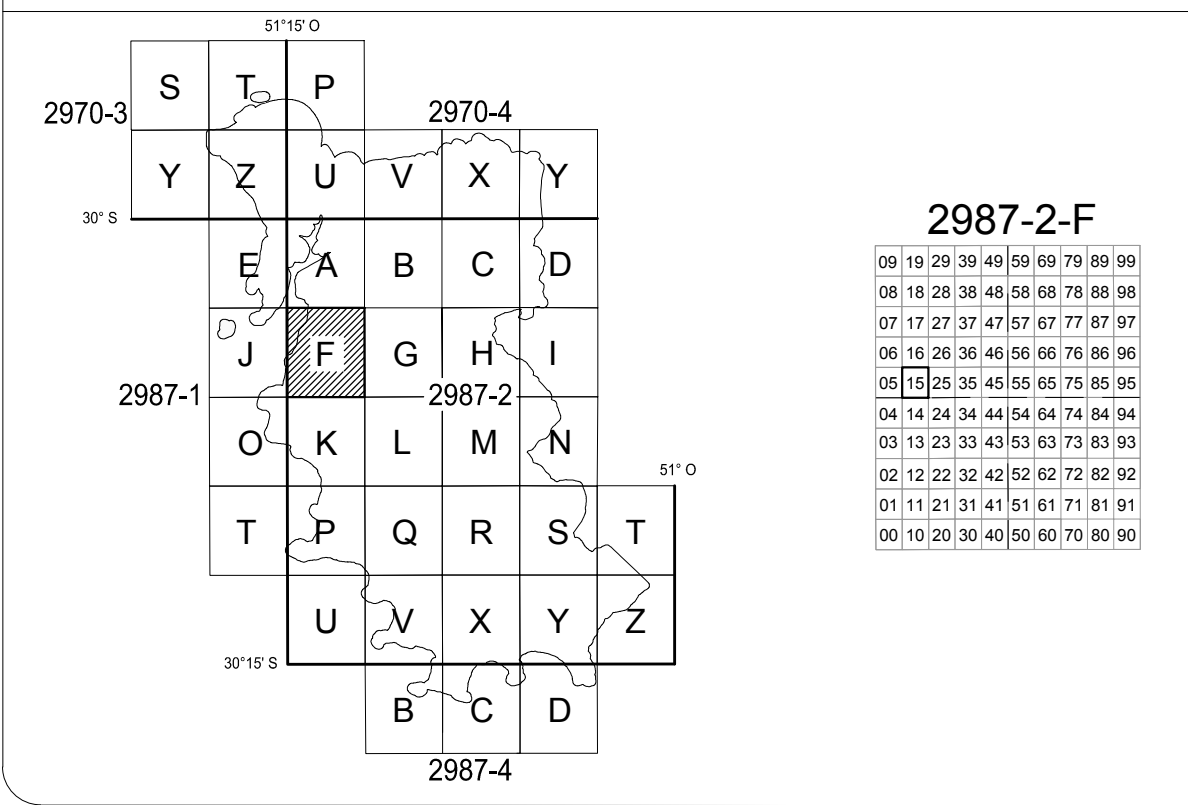 51°15' O
S T P
2970-3 2970-4
Y Z U V X Y
30° S
E A B C D
J F G H I
2987-1 2987-2
O K L M N
51° O
T P Q R S T
U V X Y Z
30°15' S
B C D
2987-4
2987-2-F
09 19 29 39 49 59 69 79 89 99
08 18 28 38 48 58 68 78 88 98
07 17 27 37 47 57 67 77 87 97
06 16 26 36 46 56 66 76 86 96
05 15 25 35 45 55 65 75 85 95
04 14 24 34 44 54 64 74 84 94
03 13 23 33 43 53 63 73 83 93
02 12 22 32 42 52 62 72 82 92
01 11 21 31 41 51 61 71 81 91
00 10 20 30 40 50 60 70 80 90